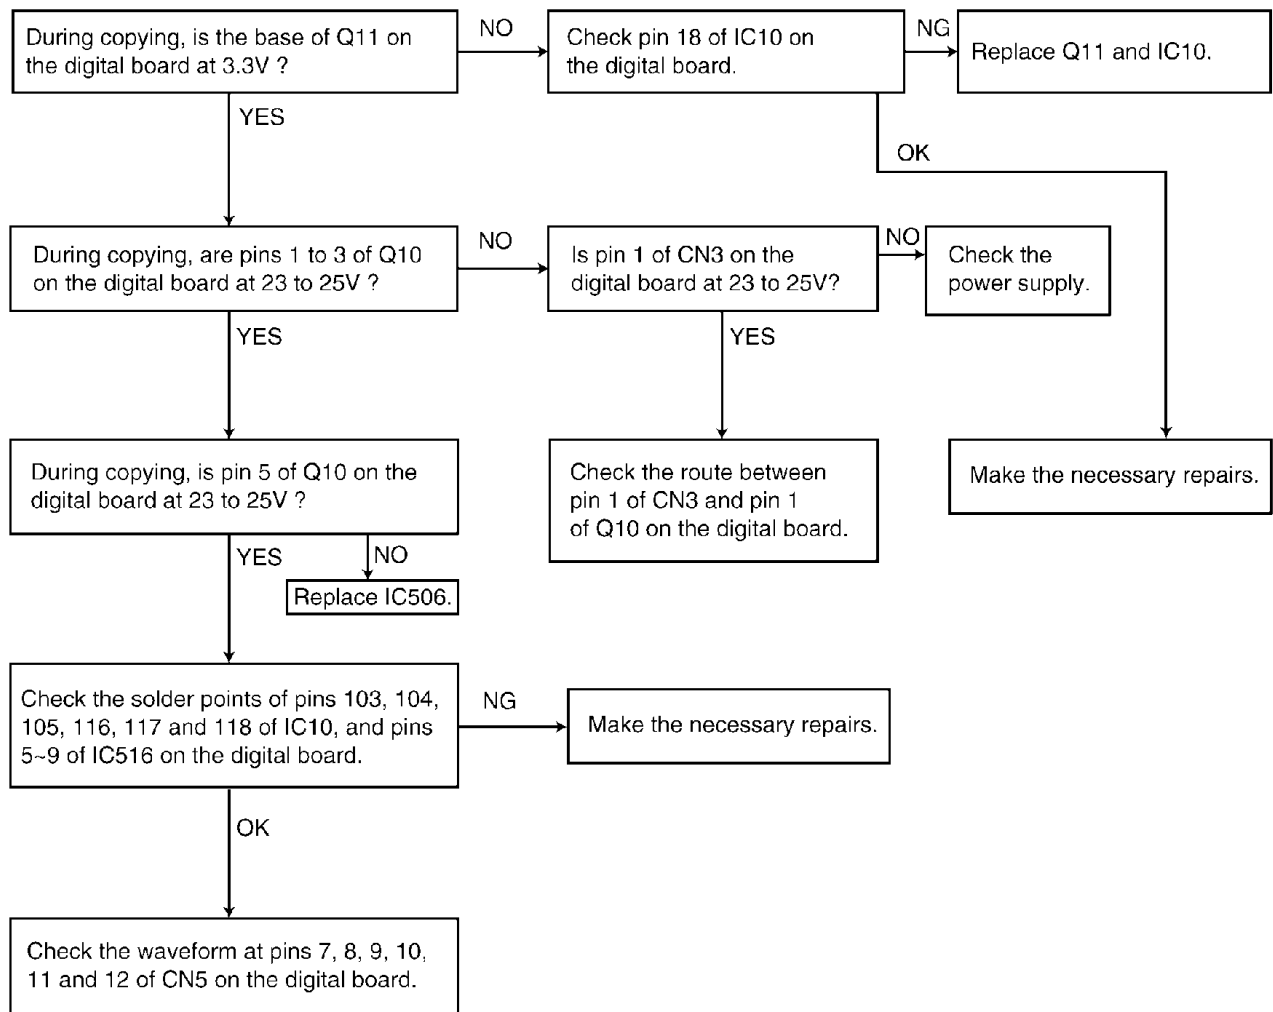 During copying, is the base of Q11 on
the digital board at 3.3V ?
NO
Check pin 18 of IC10 on
the digital board.
NG
Replace Q11 and IC10.
YES
OK
During copying, are pins 1 to 3 of Q10
on the digital board at 23 to 25V ?
NO
Is pin 1 of CN3 on the
digital board at 23 to 25V?
NO
Check the
power supply.
YES
YES
During copying, is pin 5 of Q10 on the
digital board at 23 to 25V ?
Check the route between
pin 1 of CN3 and pin 1
of Q10 on the digital board.
Make the necessary repairs.
YES
NO
Replace IC506.
Check the solder points of pins 103, 104,
105, 116, 117 and 118 of IC10, and pins
5~9 of IC516 on the digital board.
NG
Make the necessary repairs.
OK
Check the waveform at pins 7, 8, 9, 10,
11 and 12 of CN5 on the digital board.